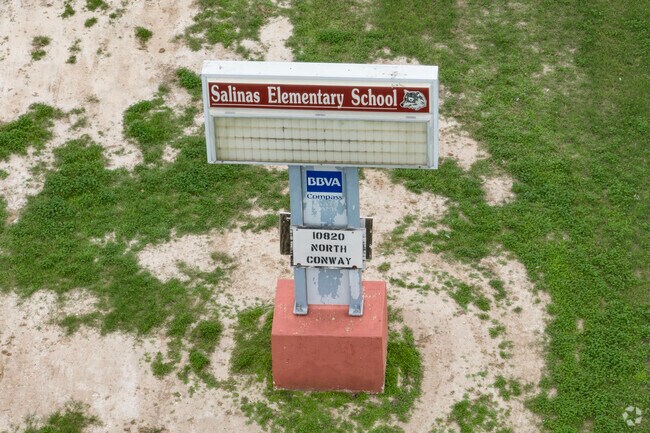 Salinas Elementary School
BBVA
Compass
10820
NORTH
CONWAY